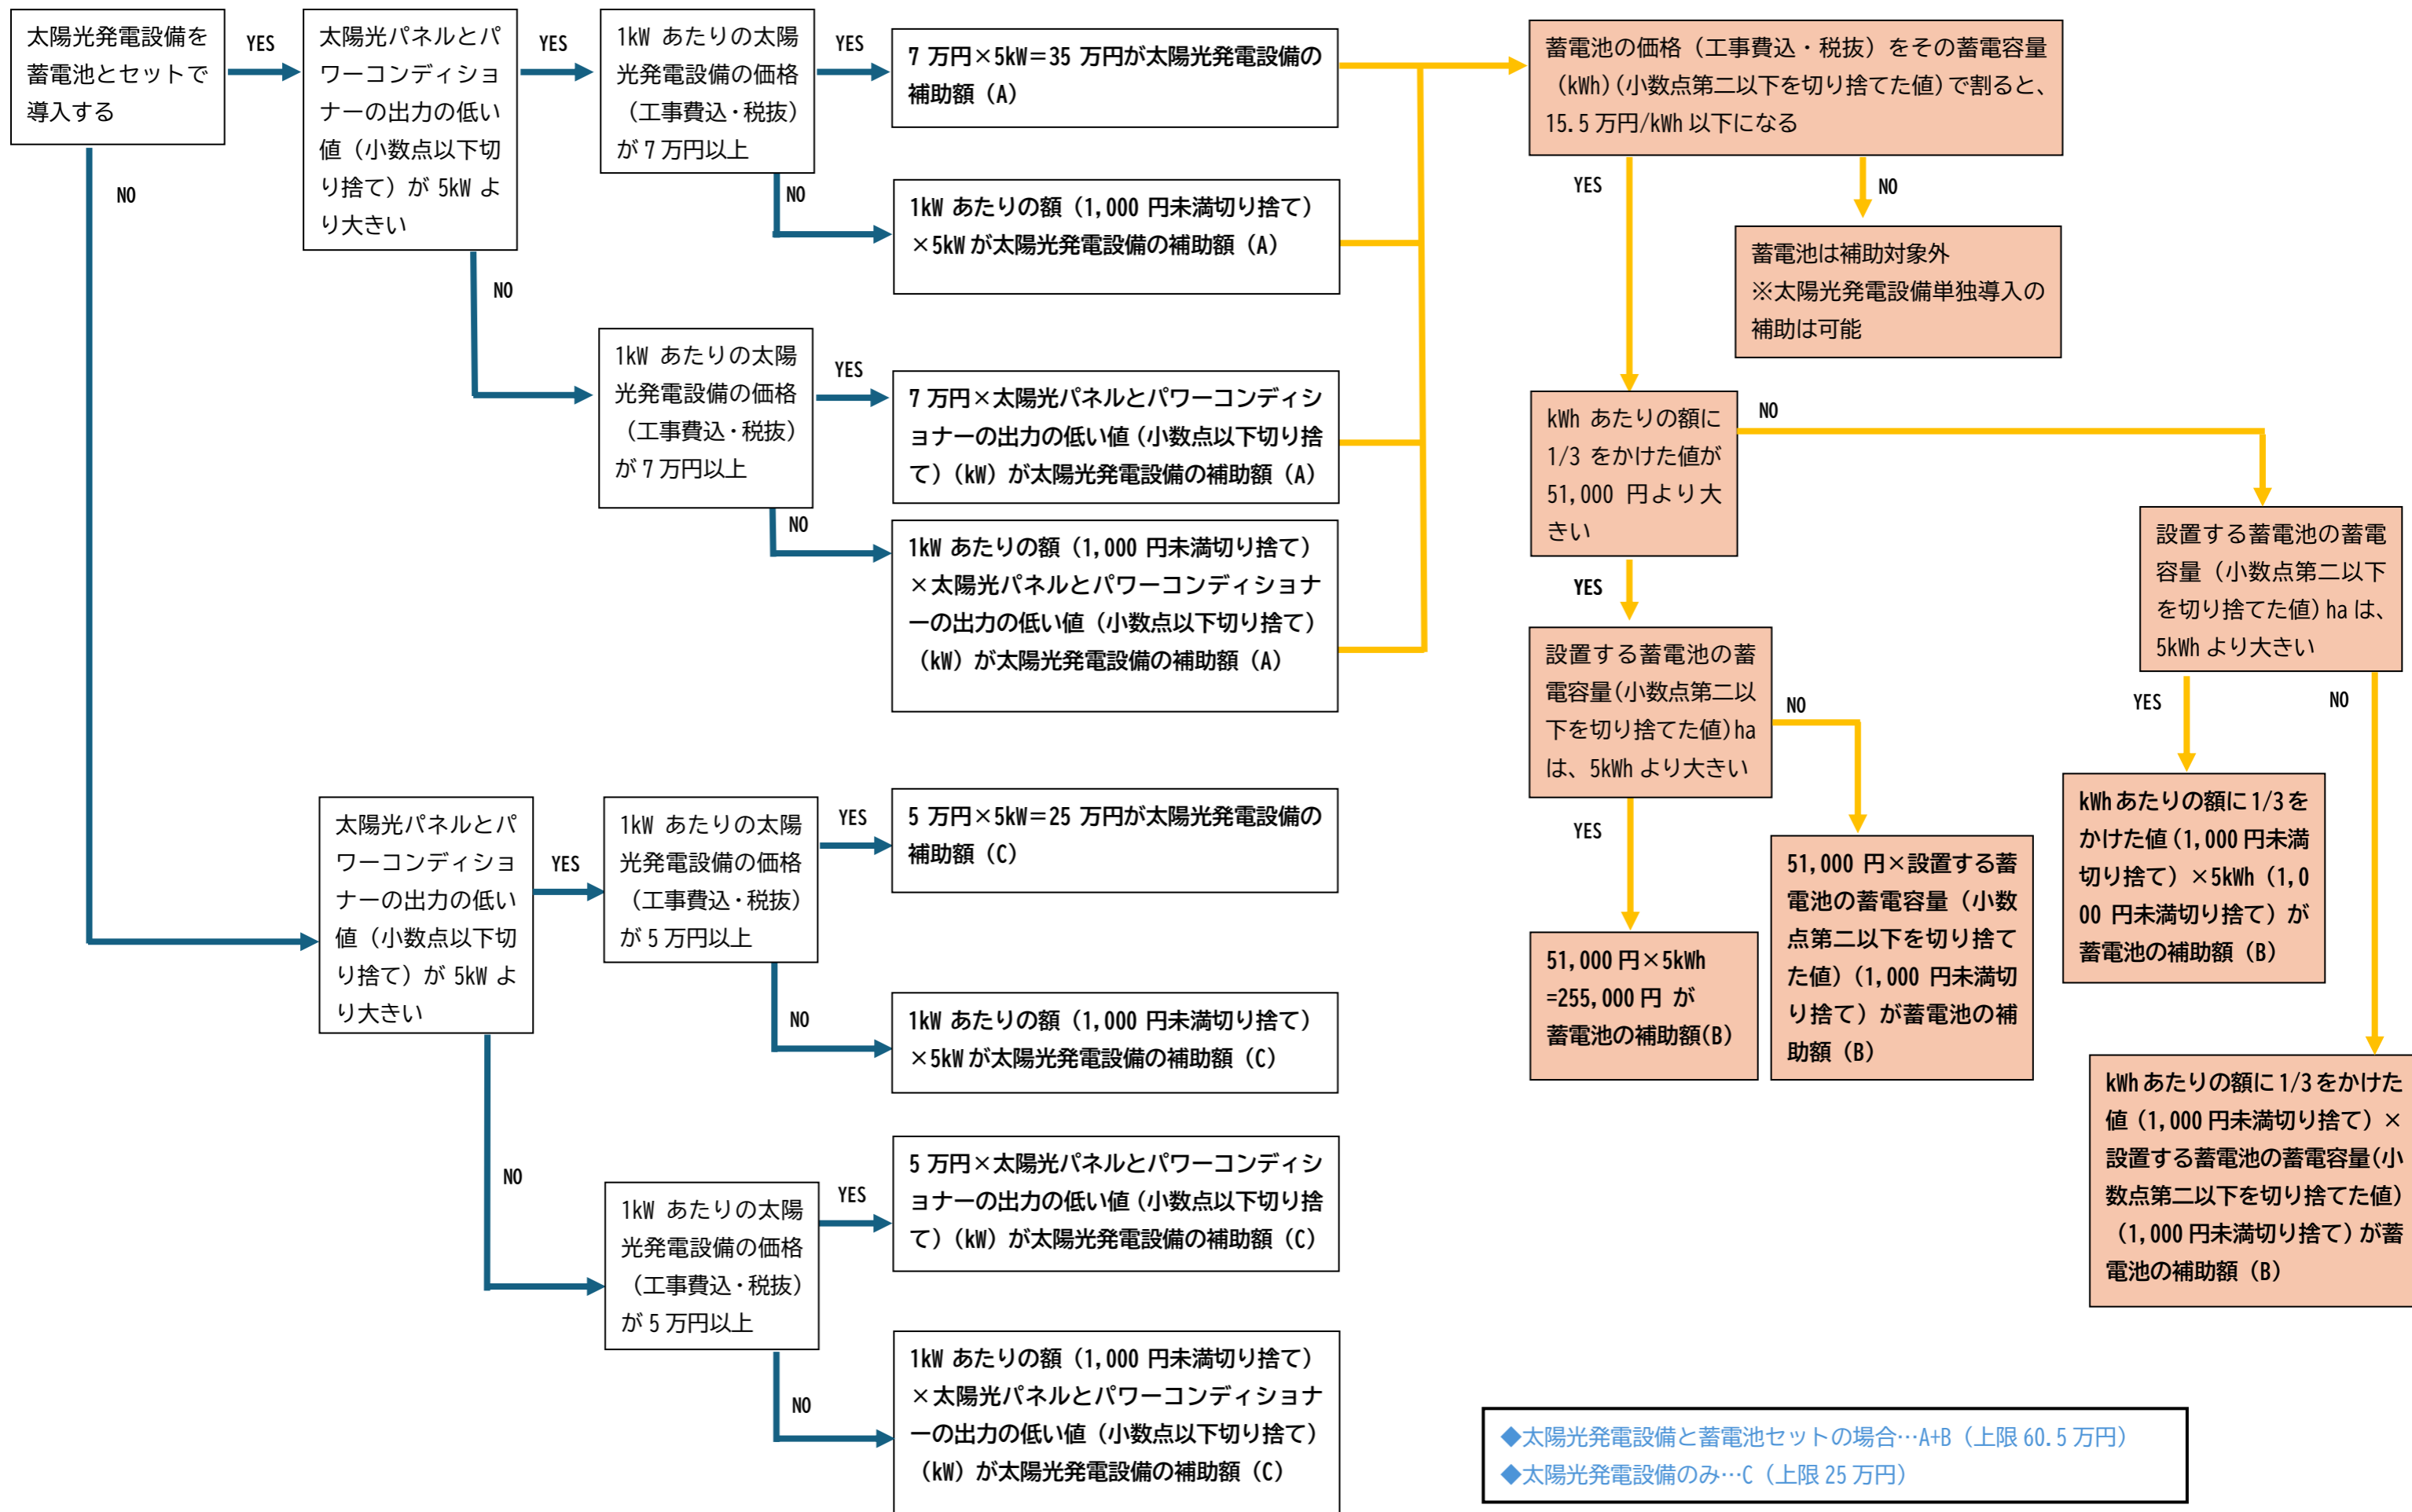 太陽光発電設備を
蓄電池とセットで
導入する
YES
NO
太陽光パネルとパ
ワーコンディショ
ナーの出力の低い
値（小数点以下切
り捨て）が 5kW よ
り大きい
YES
NO
1kW あたりの太陽
光発電設備の価格
（工事費込・税抜）
が 7 万円以上
YES
NO
7 万円×5kW＝35 万円が太陽光発電設備の
補助額（A）
1kW あたりの額（1,000 円未満切り捨て）
×5kW が太陽光発電設備の補助額（A）
1kW あたりの太陽
光発電設備の価格
（工事費込・税抜）
が 7 万円以上
YES
NO
7 万円×太陽光パネルとパワーコンディシ
ョナーの出力の低い値（小数点以下切り捨
て）（kW）が太陽光発電設備の補助額（A）
1kW あたりの額（1,000 円未満切り捨て）
×太陽光パネルとパワーコンディショナ
ーの出力の低い値（小数点以下切り捨て）
（kW）が太陽光発電設備の補助額（A）
太陽光パネルとパ
ワーコンディショ
ナーの出力の低い
値（小数点以下切
り捨て）が 5kW よ
り大きい
YES
NO
1kW あたりの太陽
光発電設備の価格
（工事費込・税抜）
が 5 万円以上
YES
NO
5 万円×5kW＝25 万円が太陽光発電設備の
補助額（C）
1kW あたりの額（1,000 円未満切り捨て）
×5kW が太陽光発電設備の補助額（C）
1kW あたりの太陽
光発電設備の価格
（工事費込・税抜）
が 5 万円以上
YES
NO
5 万円×太陽光パネルとパワーコンディシ
ョナーの出力の低い値（小数点以下切り捨
て）（kW）が太陽光発電設備の補助額（C）
1kW あたりの額（1,000 円未満切り捨て）
×太陽光パネルとパワーコンディショナ
ーの出力の低い値（小数点以下切り捨て）
（kW）が太陽光発電設備の補助額（C）
蓄電池の価格（工事費込・税抜）をその蓄電容量
（kWh）（小数点第二以下を切り捨てた値）で割ると、
15.5 万円/kWh 以下になる
YES
NO
蓄電池は補助対象外
※太陽光発電設備単独導入の
補助は可能
kWh あたりの額に
1/3 をかけた値が
51,000 円より大
きい
NO
YES
設置する蓄電池の蓄
電容量（小数点第二以
下を切り捨てた値）ha
は、5kWh より大きい
NO
YES
51,000 円×5kWh
=255,000 円 が
蓄電池の補助額(B)
51,000 円×設置する蓄
電池の蓄電容量（小数
点第二以下を切り捨て
た値）（1,000 円未満切
り捨て）が蓄電池の補
助額（B）
設置する蓄電池の蓄電
容量（小数点第二以下
を切り捨てた値）ha は、
5kWh より大きい
YES
NO
kWh あたりの額に 1/3 を
かけた値（1,000 円未満
切り捨て）×5kWh（1,0
00 円未満切り捨て）が
蓄電池の補助額（B）
kWh あたりの額に 1/3 をかけた
値（1,000 円未満切り捨て）×
設置する蓄電池の蓄電容量（小
数点第二以下を切り捨てた値）
（1,000 円未満切り捨て）が蓄
電池の補助額（B）
◆太陽光発電設備と蓄電池セットの場合…A+B（上限 60.5 万円）
◆太陽光発電設備のみ…C（上限 25 万円）